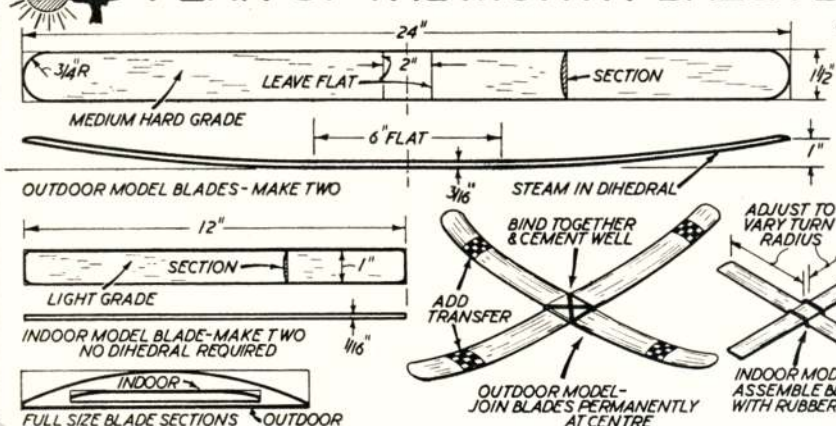 24"
3/4"R
2"
LEAVE FLAT
SECTION
1 1/2"
MEDIUM HARD GRADE
6" FLAT
1"
OUTDOOR MODEL BLADES - MAKE TWO
3/16"
STEAM IN DIHEDRAL
12"
SECTION
1"
LIGHT GRADE
INDOOR MODEL BLADE - MAKE TWO
NO DIHEDRAL REQUIRED
1/16"
INDOOR
FULL SIZE BLADE SECTIONS
OUTDOOR
BIND TOGETHER
& CEMENT WELL
ADD
TRANSFER
OUTDOOR MODEL-
JOIN BLADES PERMANENTLY
AT CENTRE
ADJUST TO
VARY TURN
RADIUS
INDOOR
ASSEMBLE
WITH RUBBER